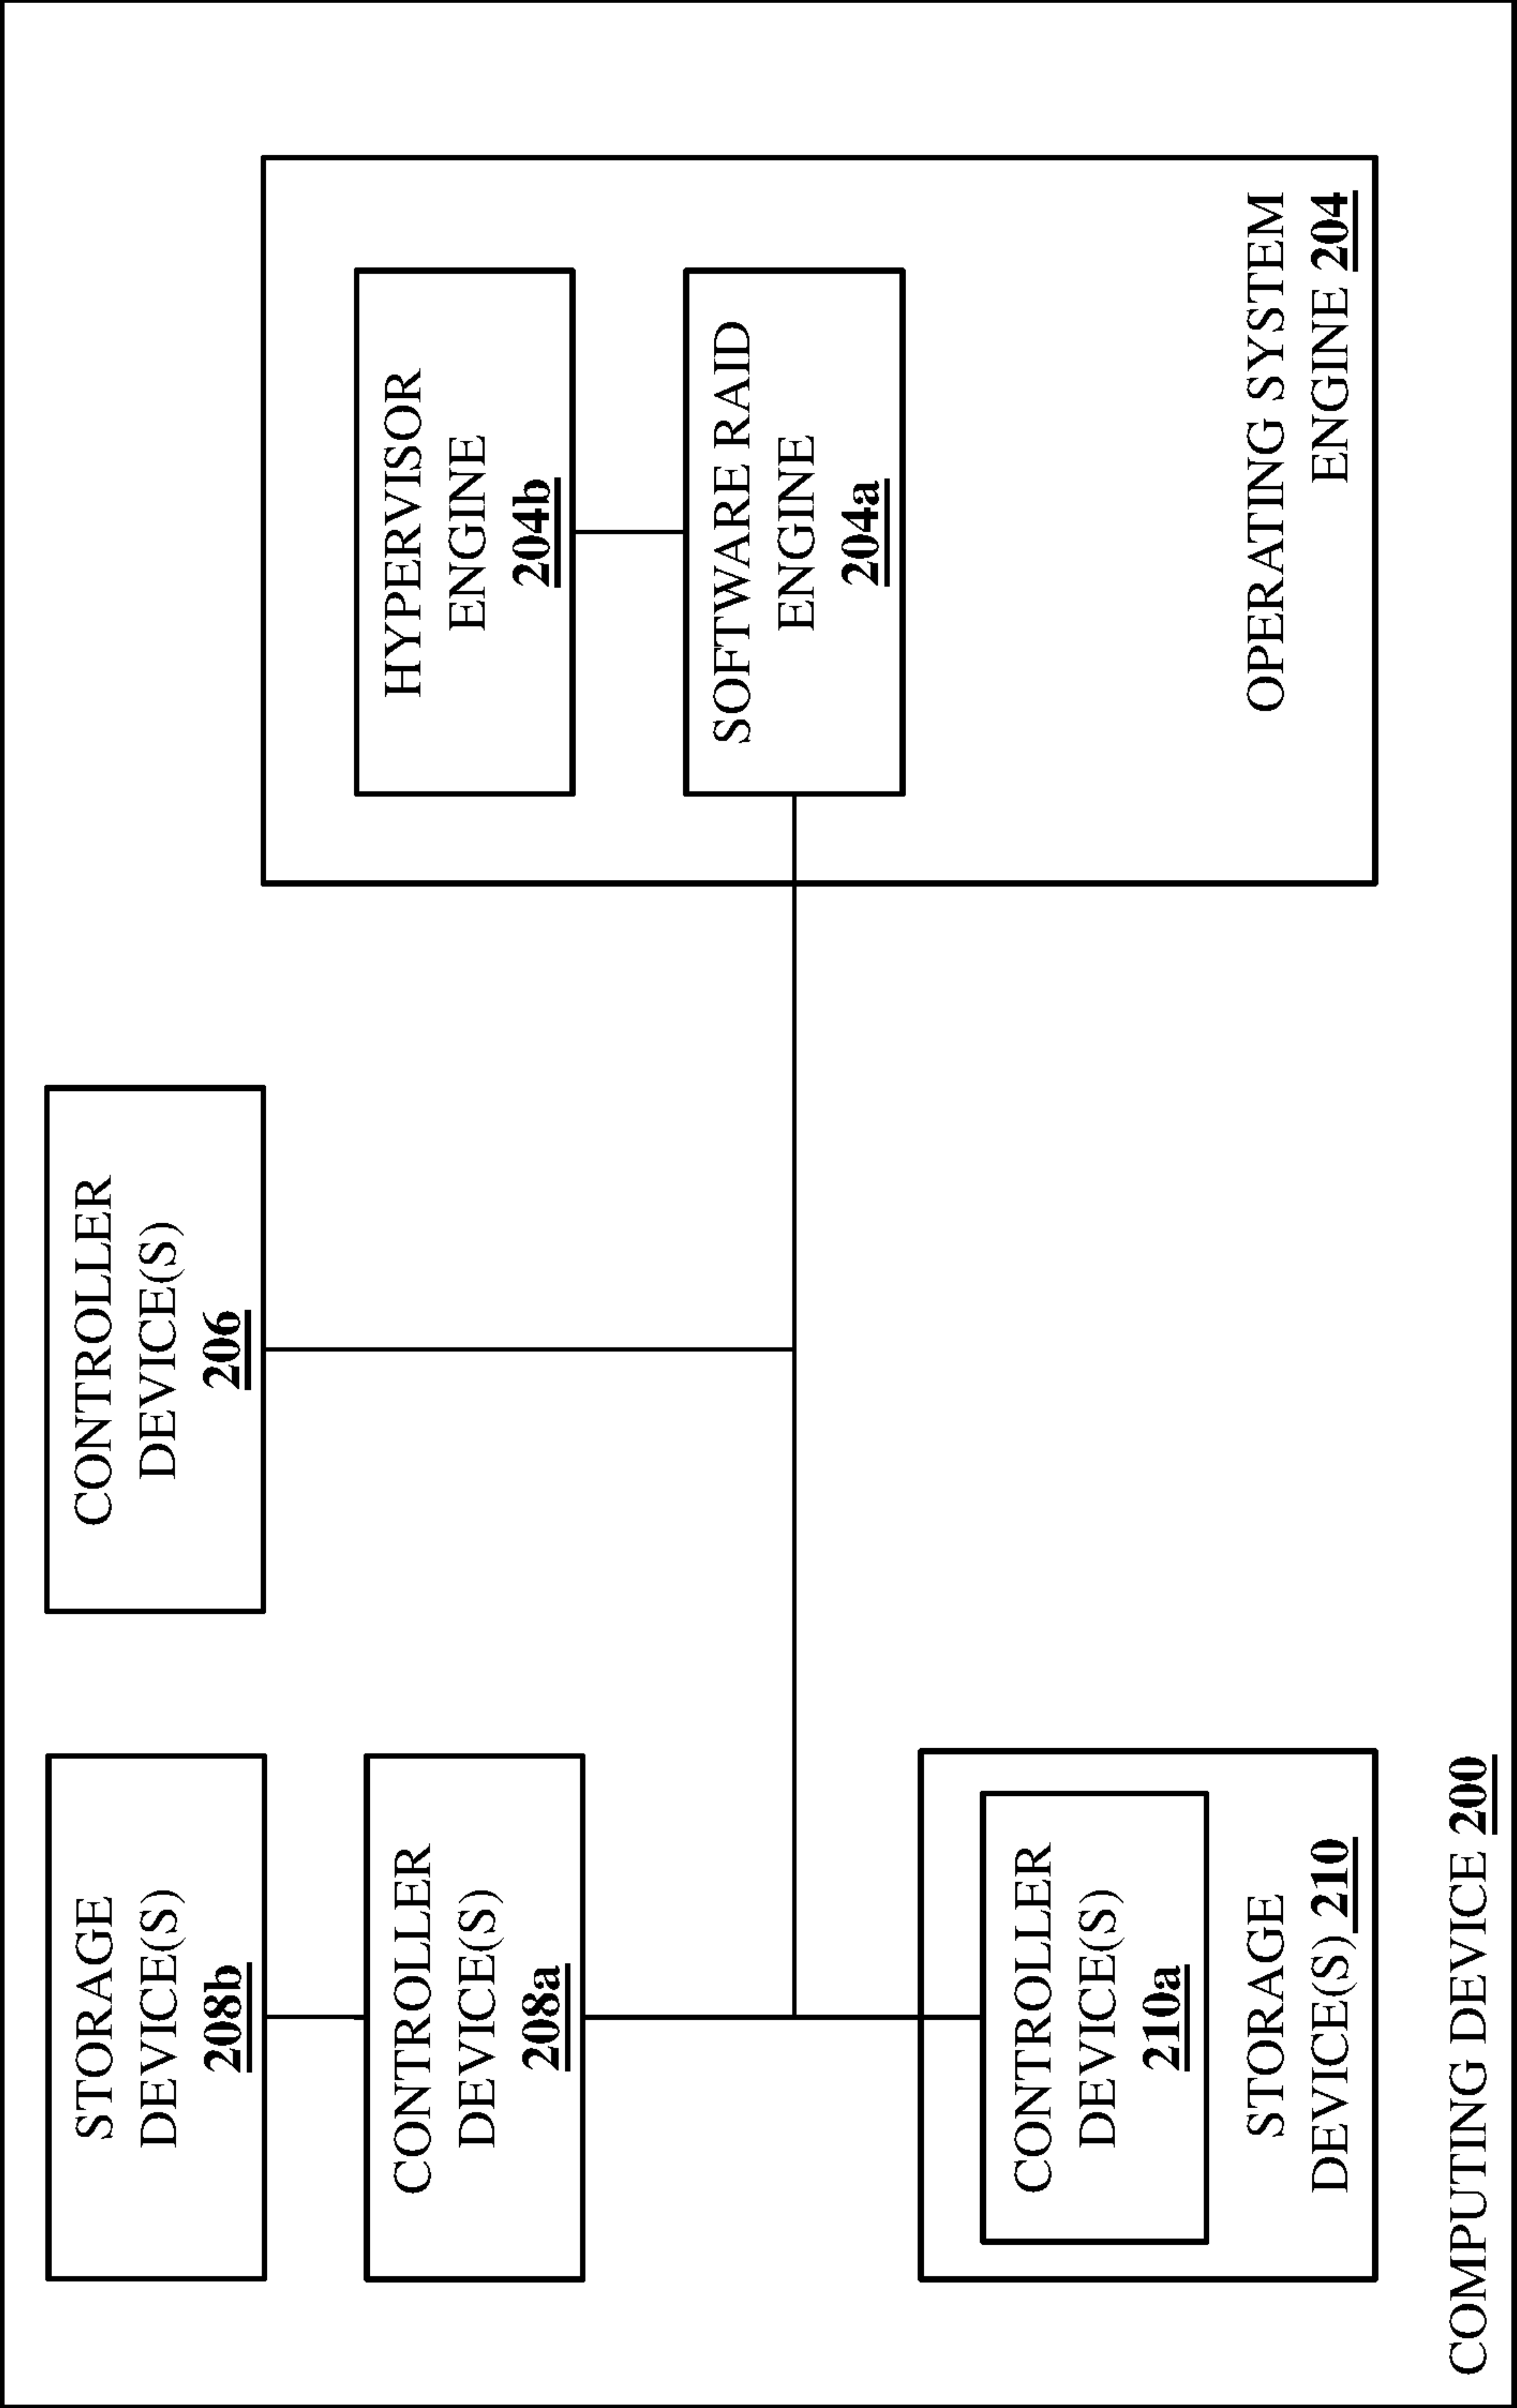 STORAGE
DEVICE(S)
208b
CONTROLLER
DEVICE(S)
206
CONTROLLER
DEVICE(S)
208a
HYPERVISOR
ENGINE
204b
SOFTWARE RAID
ENGINE
204a
CONTROLLER
DEVICE(S)
210a
STORAGE
DEVICE(S) 210
OPERATING SYSTEM
ENGINE 204
COMPUTING DEVICE 200